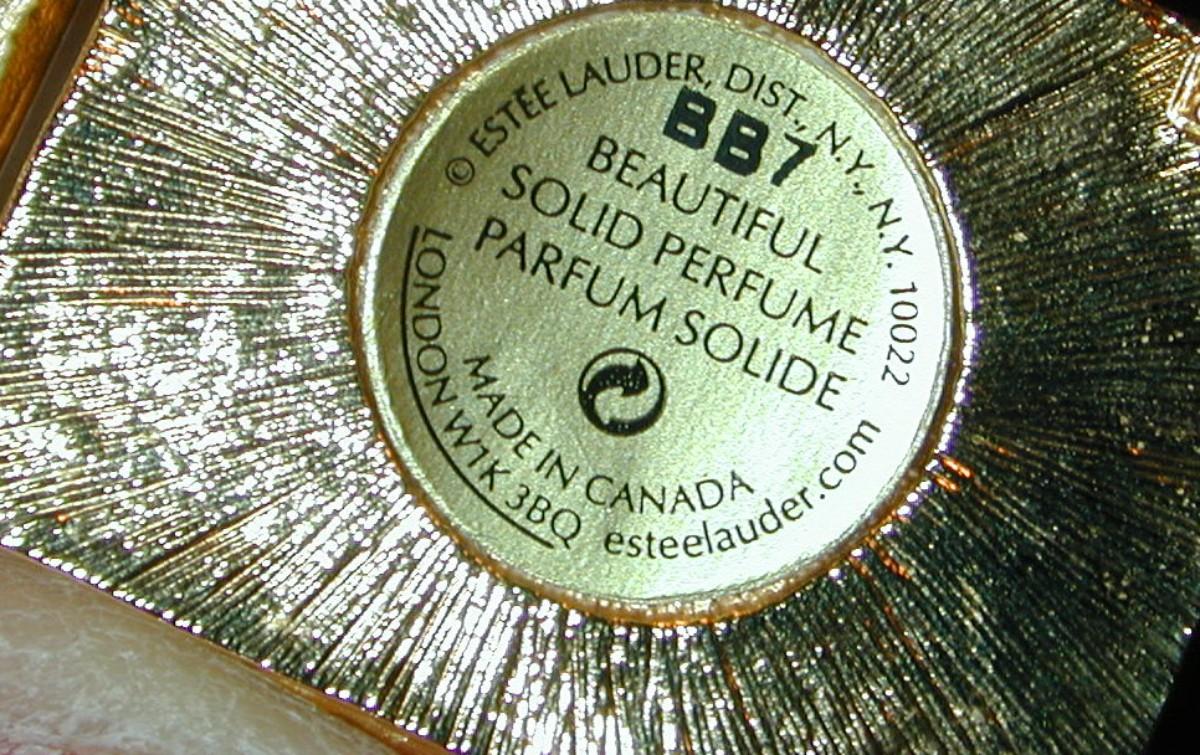 © ESTĒE LAUDER, DIST., N.Y., N.Y. 10022
BB7
BEAUTIFUL
SOLID PERFUME
PARFUM SOLIDE
MADE IN CANADA
LONDON W1K 3BQ
esteelauder.com